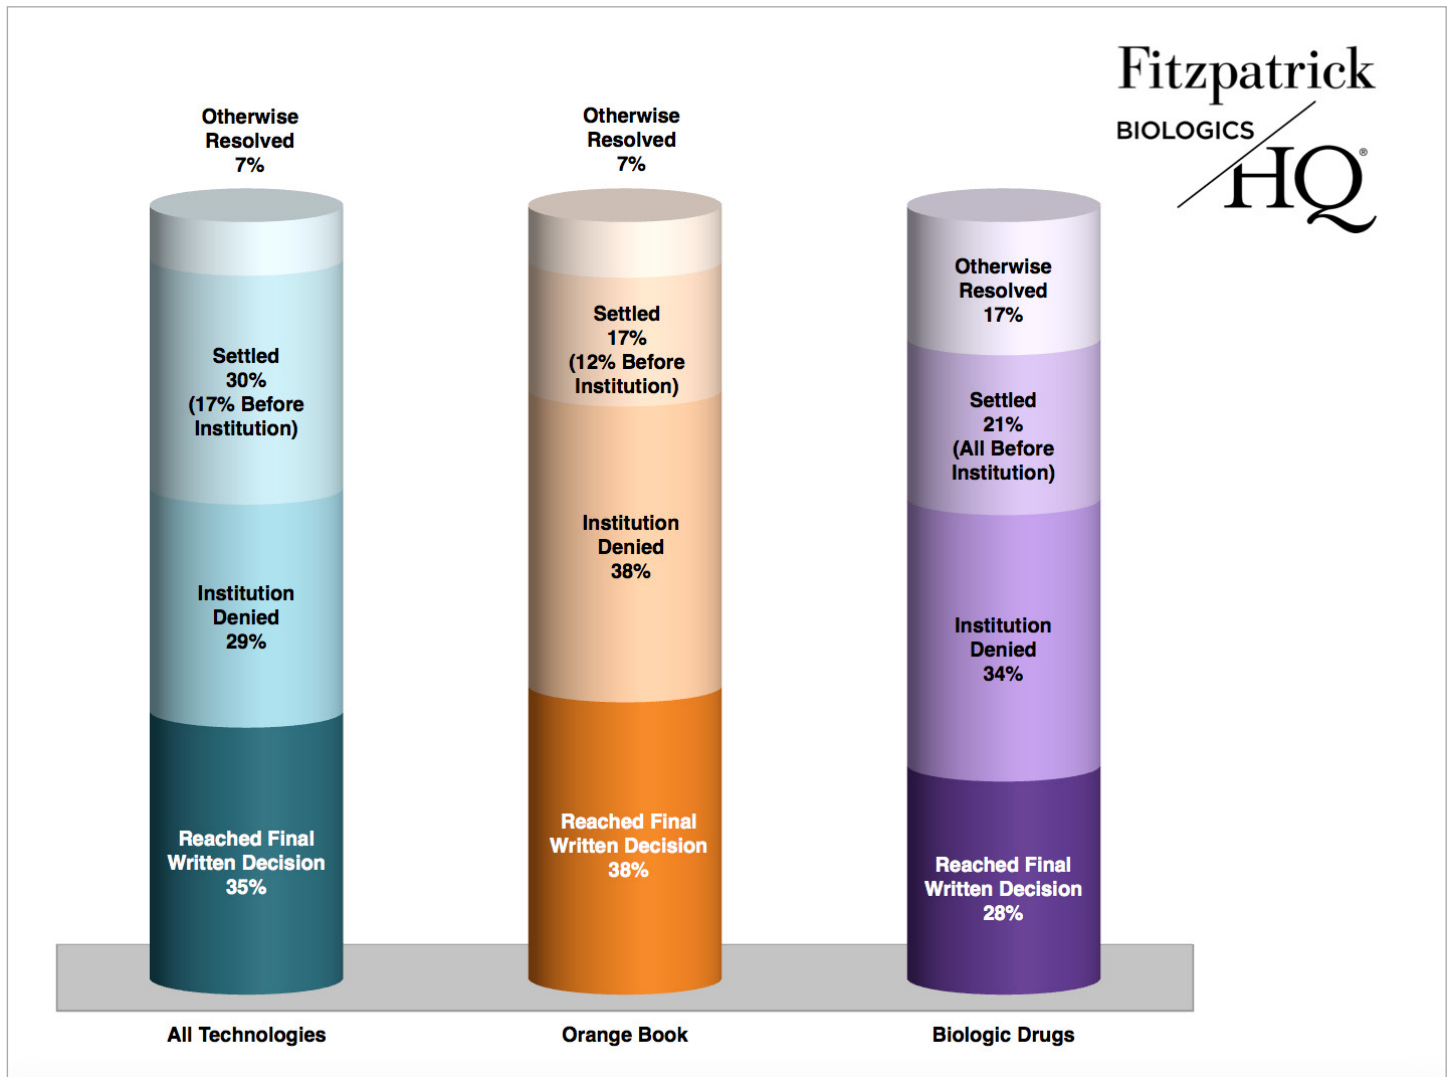 Fitzpatrick
BIOLOGICS
HQ®
Otherwise
Resolved
7%
Settled
30%
(17% Before
Institution)
Institution
Denied
29%
Reached Final
Written Decision
35%
All Technologies
Otherwise
Resolved
7%
Settled
17%
(12% Before
Institution)
Institution
Denied
38%
Reached Final
Written Decision
38%
Orange Book
Otherwise
Resolved
17%
Settled
21%
(All Before
Institution)
Institution
Denied
34%
Reached Final
Written Decision
28%
Biologic Drugs